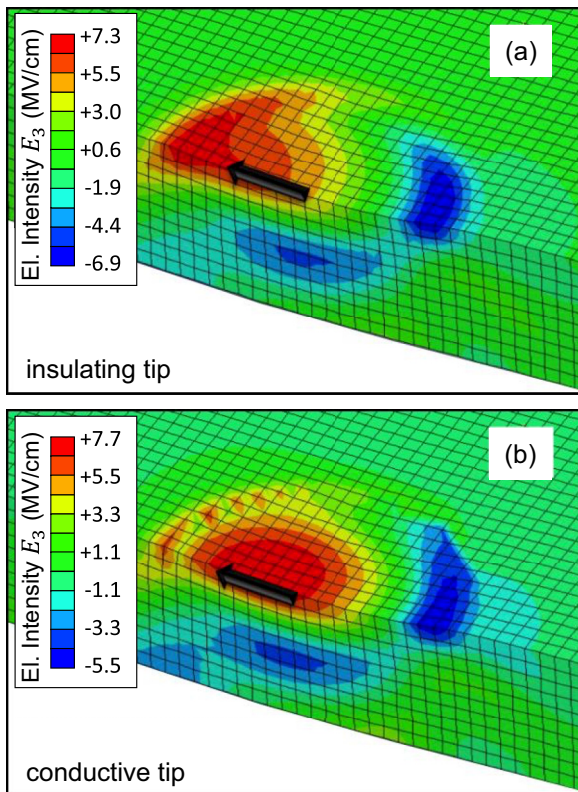 (a)
El. Intensity E₃ (MV/cm)
+7.3
+5.5
+3.0
+0.6
-1.9
-4.4
-6.9
insulating tip
(b)
El. Intensity E₃ (MV/cm)
+7.7
+5.5
+3.3
+1.1
-1.1
-3.3
-5.5
conductive tip